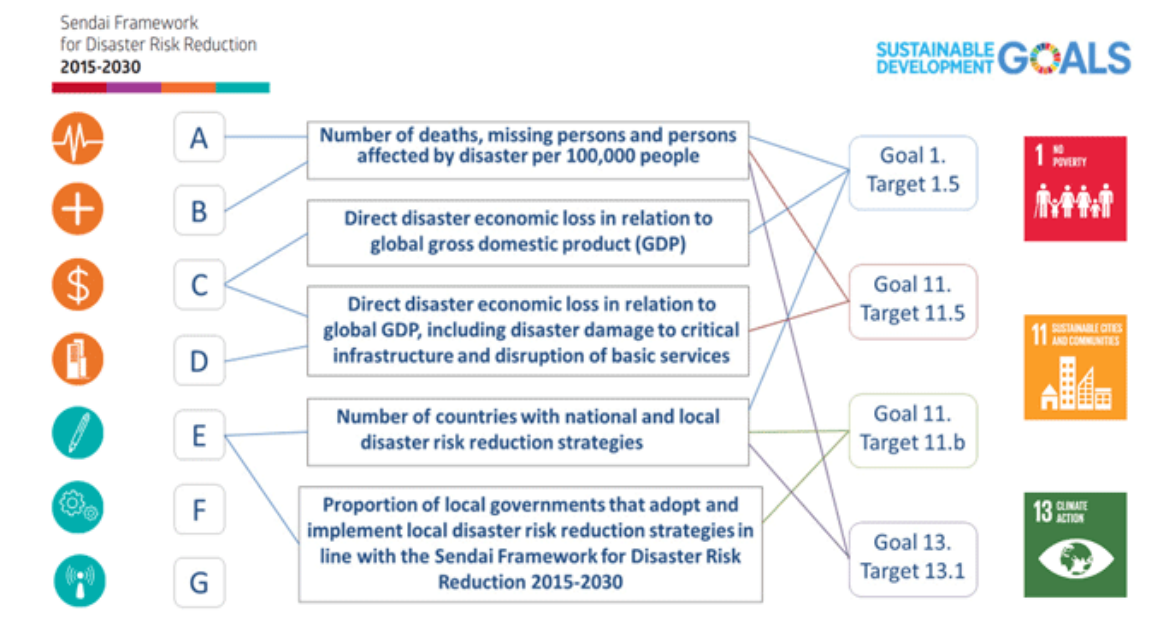 Sendai Framework
for Disaster Risk Reduction
2015-2030
SUSTAINABLE
DEVELOPMENT
GOALS
A
B
C
D
E
F
G
Number of deaths, missing persons and persons
affected by disaster per 100,000 people
Direct disaster economic loss in relation to
global gross domestic product (GDP)
Direct disaster economic loss in relation to
global GDP, including disaster damage to critical
infrastructure and disruption of basic services
Number of countries with national and local
disaster risk reduction strategies
Proportion of local governments that adopt and
implement local disaster risk reduction strategies in
line with the Sendai Framework for Disaster Risk
Reduction 2015-2030
Goal 1.
Target 1.5
Goal 11.
Target 11.5
Goal 11.
Target 11.b
Goal 13.
Target 13.1
1 NO
POVERTY
11 SUSTAINABLE CITIES
AND COMMUNITIES
13 CLIMATE
ACTION
$